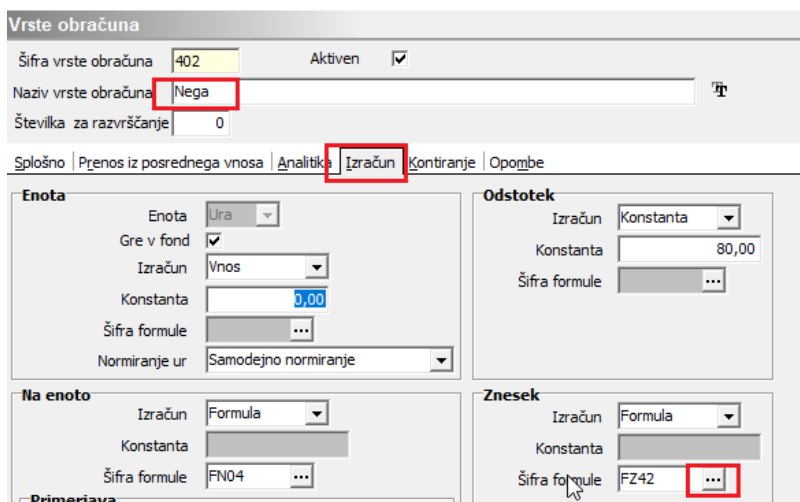 Vrste obračuna
Šifra vrste obračuna 402 Aktiven
Naziv vrste obračuna Nega
Številka za razvrščanje 0
Splošno Prenos iz posrednega vnosa Analitika Izračun Kontiranje Opombe
Enota
Enota Ura
Gre v fond
Izračun Vnos
Konstanta 0,00
Šifra formule ...
Normiranje ur Samodejno normiranje
Odstotek
Izračun Konstanta
Konstanta 80,00
Šifra formule ...
Na enoto
Izračun Formula
Konstanta
Šifra formule FN04 ...
Primerjava
Znesek
Izračun Formula
Konstanta
Šifra formule FZ42 ...